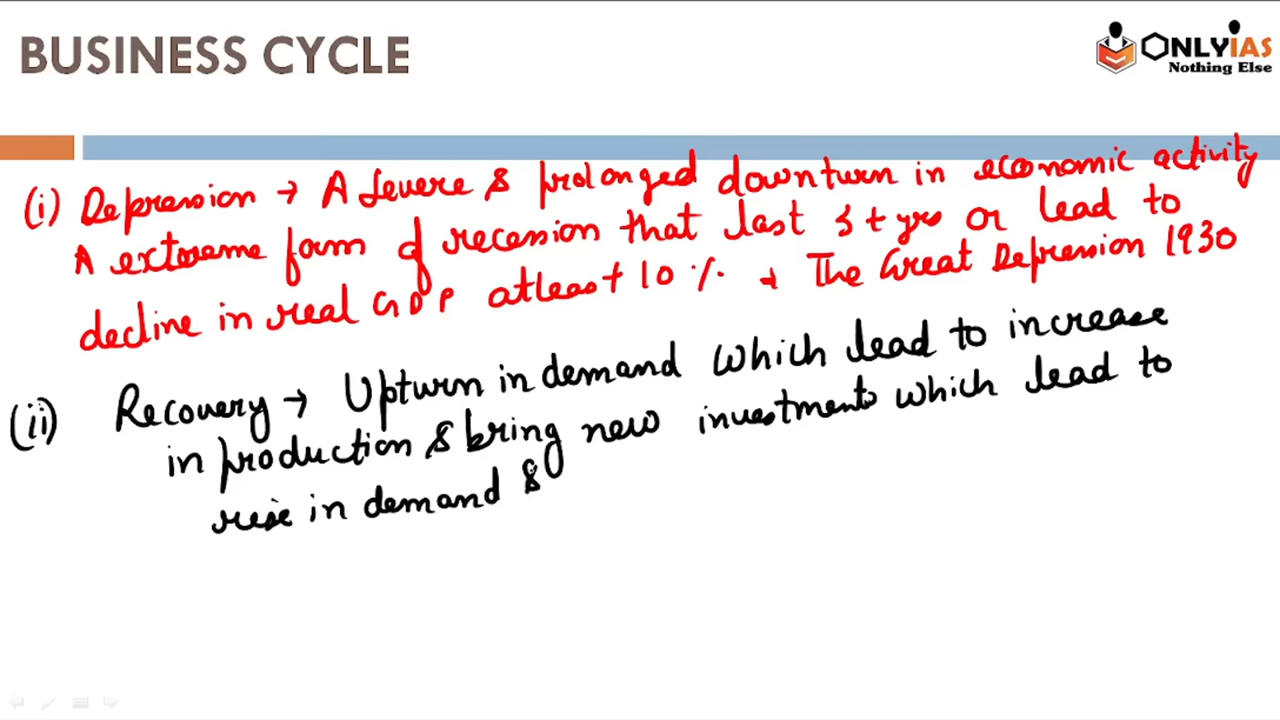 BUSINESS CYCLE
ONLYIAS
Nothing Else
(i) Depression → A severe & prolonged downturn in economic activity
A extreme form of recession that last 3+ yrs or lead to
decline in real GDP atleast 10% → The Great Depression 1930
(ii) Recovery → Upturn in demand which lead to increase
in production & bring new investments which lead to
rise in demand &